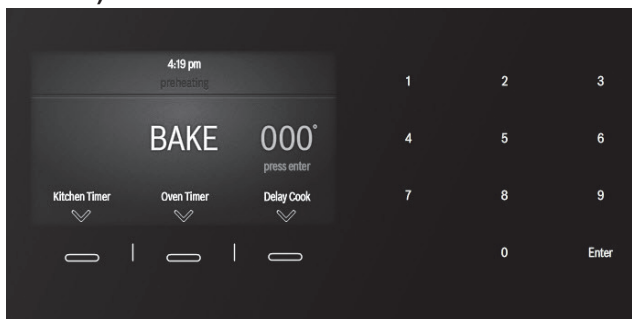 4:19 pm
preheating
BAKE 000°
press enter
Kitchen Timer Oven Timer Delay Cook
1 2 3
4 5 6
7 8 9
0 Enter